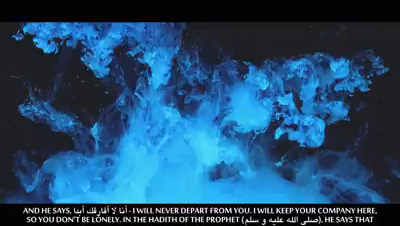 AND HE SAYS, أنا لا أفارقك أبدا - I WILL NEVER DEPART FROM YOU. I WILL KEEP YOUR COMPANY HERE,
SO YOU DON'T BE LONELY. IN THE HADITH OF THE PROPHET (صلى الله عليه و سلم), HE SAYS THAT